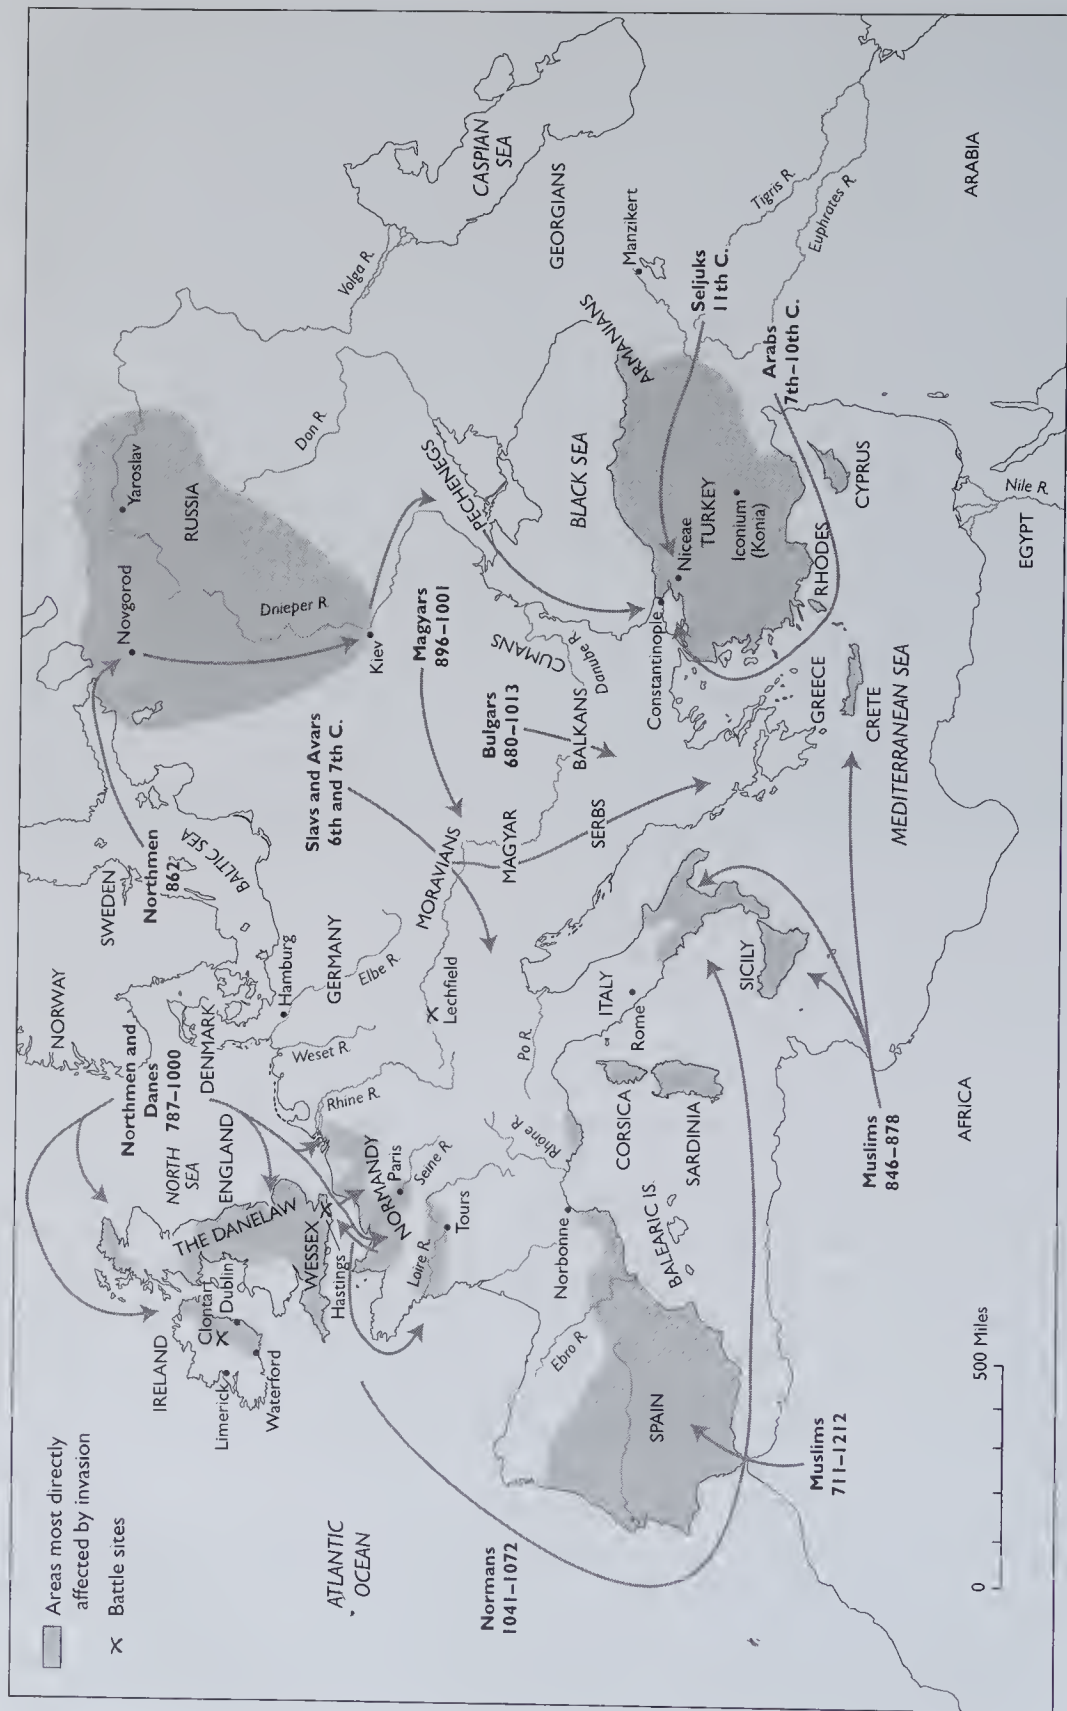 Areas most directly
affected by invasion
Battle sites
NORWAY
SWEDEN
Northmen
862
BALTIC SEA
Northmen and
Danes 787–1000
DENMARK
NORTH
SEA
ENGLAND
THE DANELAW
WESSEX
Hastings
IRELAND
Clontarf
Dublin
Limerick
Waterford
ATLANTIC
OCEAN
Hamburg
GERMANY
Elbe R.
Weset R.
Rhine R.
NORMANDY
Paris
Seine R.
Loire R.
Tours
Lechfield
MORAVIANS
Slavs and Avars
6th and 7th C.
Novgorod
Yaroslav
RUSSIA
Dnieper R.
Kiev
Don R.
Volga R.
CASPIAN
SEA
GEORGIANS
PECHENEGS
Magyars
896–1001
MAGYAR
Bulgars
680–1013
CUMANS
Danube R.
BALKANS
SERBS
BLACK SEA
ARMANIANS
Manzikert
Seljuks
11th C.
Tigris R.
Euphrates R.
ARABIA
Arabs
7th–10th C.
Constantinople
Niceae
TURKEY
Iconium
(Konia)
RHODES
CYPRUS
GREECE
CRETE
MEDITERRANEAN SEA
EGYPT
Nile R.
Po R.
Rhône R.
ITALY
Rome
CORSICA
SARDINIA
SICILY
BALEARIC IS.
Norbonne
Ebro R.
SPAIN
Normans
1041–1072
Muslims
711–1212
Muslims
846–878
AFRICA
0
500 Miles